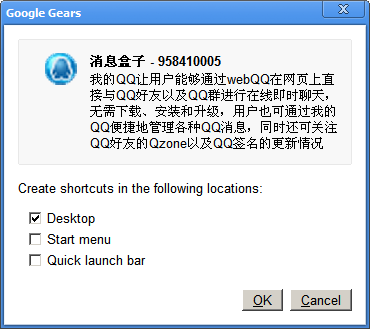 Google Gears
消息盒子 - 958410005
我的QQ让用户能够通过webQQ在网页上直
接与QQ好友以及QQ群进行在线即时聊天，
无需下载、安装和升级，用户也可通过我的
QQ便捷地管理各种QQ消息，同时还可关注
QQ好友的Qzone以及QQ签名的更新情况
Create shortcuts in the following locations:
Desktop
Start menu
Quick launch bar
OK Cancel